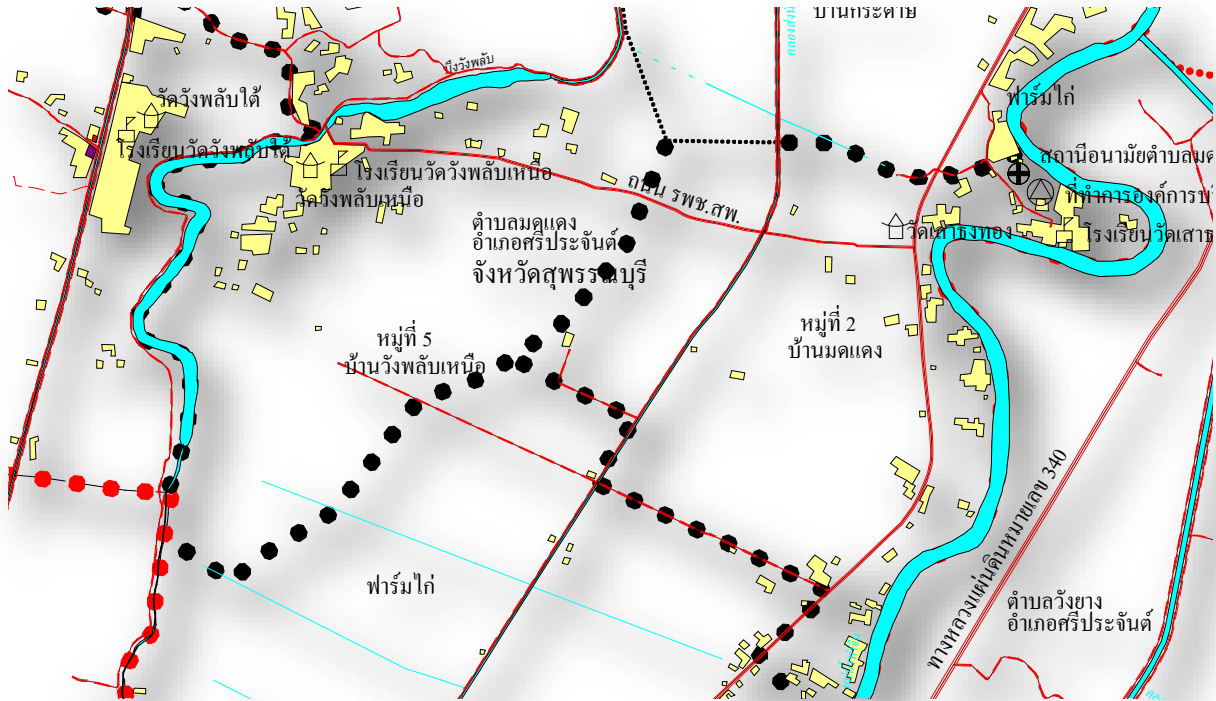 บ้านกระดาษ
บึงวังพลับ
วัดวังพลับใต้
ฟาร์มไก่
โรงเรียนวัดวังพลับใต้
โรงเรียนวัดวังพลับเหนือ
วัดวังพลับเหนือ
สถานีอนามัยตำบลมด
ที่ทำการองค์การบ
ถนน รพช.สพ.
วัดเสาธงทอง
โรงเรียนวัดเสาธ
ตำบลมดแดง
อำเภอศรีประจันต์
จังหวัดสุพรรณบุรี
หมู่ที่ 5
บ้านวังพลับเหนือ
หมู่ที่ 2
บ้านมดแดง
ทางหลวงแผ่นดินหมายเลข 340
ฟาร์มไก่
ตำบลวังยาง
อำเภอศรีประจันต์